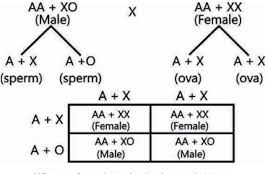 AA + XO X AA + XX
(Male) (Female)
A + X A +O A + X A + X
(sperm) (sperm) (ova) (ova)
A + X A + X
A + X AA + XX AA + XX
(Female) (Female)
A + O AA + XO AA + XO
(Male) (Male)